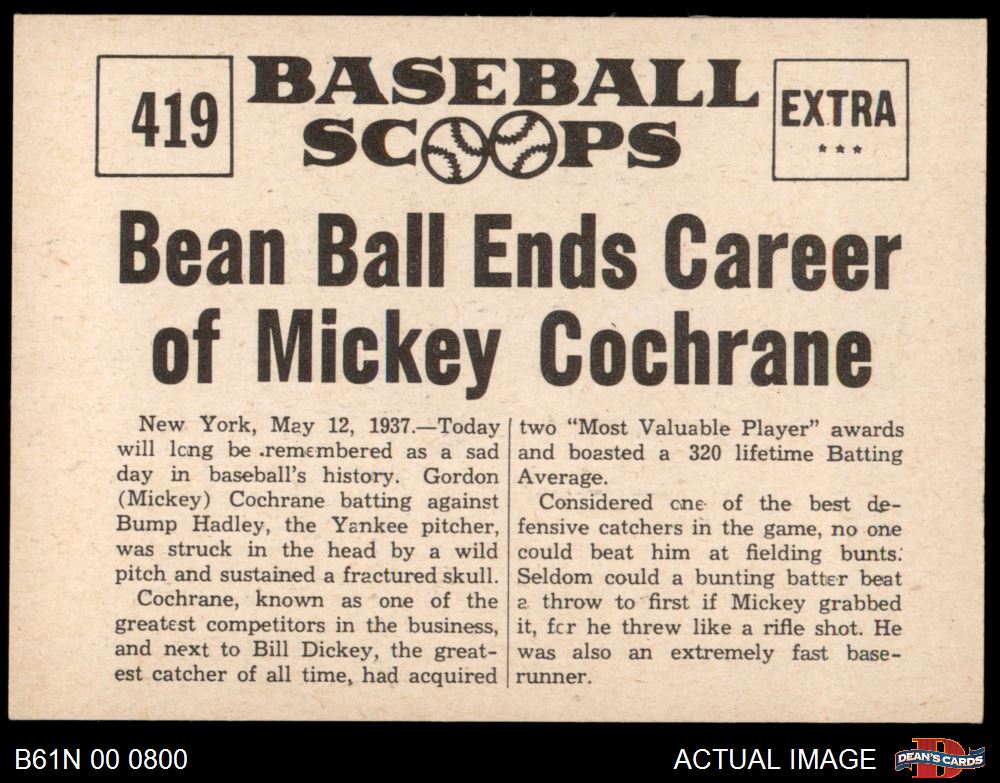 419
BASEBALL
SCOOPS
EXTRA
***
Bean Ball Ends Career
of Mickey Cochrane
New York, May 12, 1937.—Today
will long be remembered as a sad
day in baseball's history. Gordon
(Mickey) Cochrane batting against
Bump Hadley, the Yankee pitcher,
was struck in the head by a wild
pitch and sustained a fractured skull.
Cochrane, known as one of the
greatest competitors in the business,
and next to Bill Dickey, the great-
est catcher of all time, had acquired
two “Most Valuable Player” awards
and boasted a 320 lifetime Batting
Average.
Considered one of the best de-
fensive catchers in the game, no one
could beat him at fielding bunts.
Seldom could a bunting batter beat
a throw to first if Mickey grabbed
it, for he threw like a rifle shot. He
was also an extremely fast base-
runner.
B61N 00 0800
ACTUAL IMAGE
D
DEAN'S CARDS